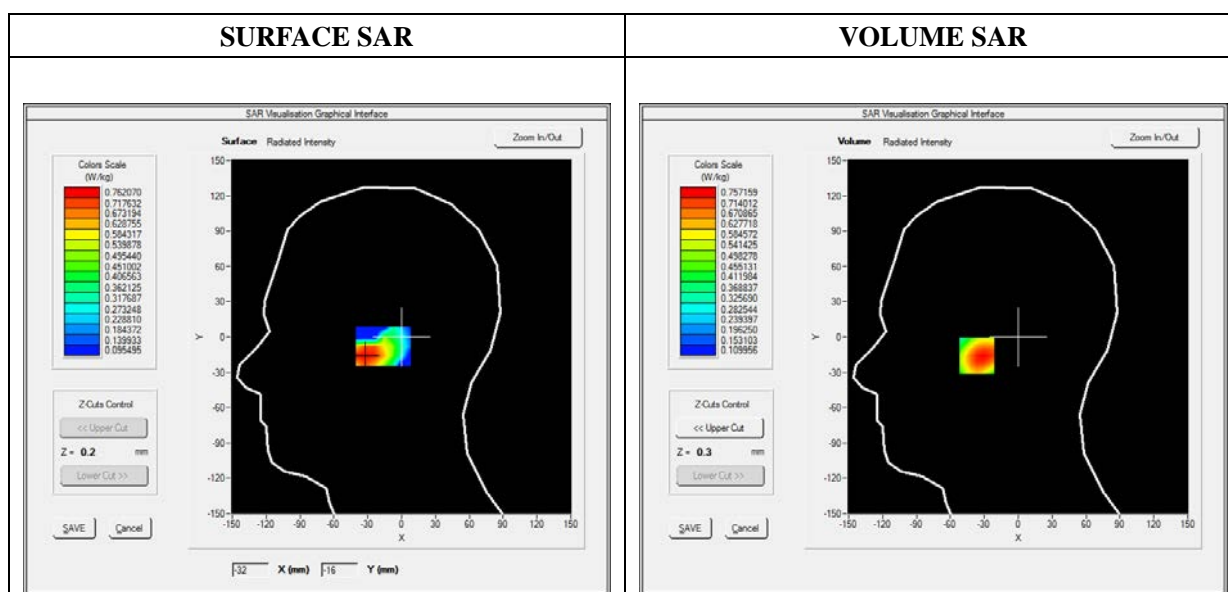 SURFACE SAR
VOLUME SAR
SAR Visualisation Graphical Interface
Surface Radiated Intensity
Zoom In/Out
Colors Scale
(W/kg)
0.762070
0.717632
0.673194
0.628755
0.584317
0.539878
0.495440
0.451002
0.406563
0.362125
0.317687
0.273248
0.228810
0.184372
0.139933
0.095495
Z-Cuts Control
<< Upper Cut
Z = 0.2 mm
Lower Cut >>
SAVE Cancel
150
120
90
60
30
0
-30
-60
-90
-120
-150
Y
-150 -120 -90 -60 -30 0 30 60 90 120 150
X
-32 X (mm) -16 Y (mm)
SAR Visualisation Graphical Interface
Volume Radiated Intensity
Zoom In/Out
Colors Scale
(W/kg)
0.757159
0.714012
0.670865
0.627718
0.584572
0.541425
0.498278
0.455131
0.411984
0.368837
0.325690
0.282544
0.239397
0.196250
0.153103
0.109956
Z-Cuts Control
<< Upper Cut
Z = 0.3 mm
Lower Cut >>
SAVE Cancel
150
120
90
60
30
0
-30
-60
-90
-120
-150
Y
-150 -120 -90 -60 -30 0 30 60 90 120 150
X